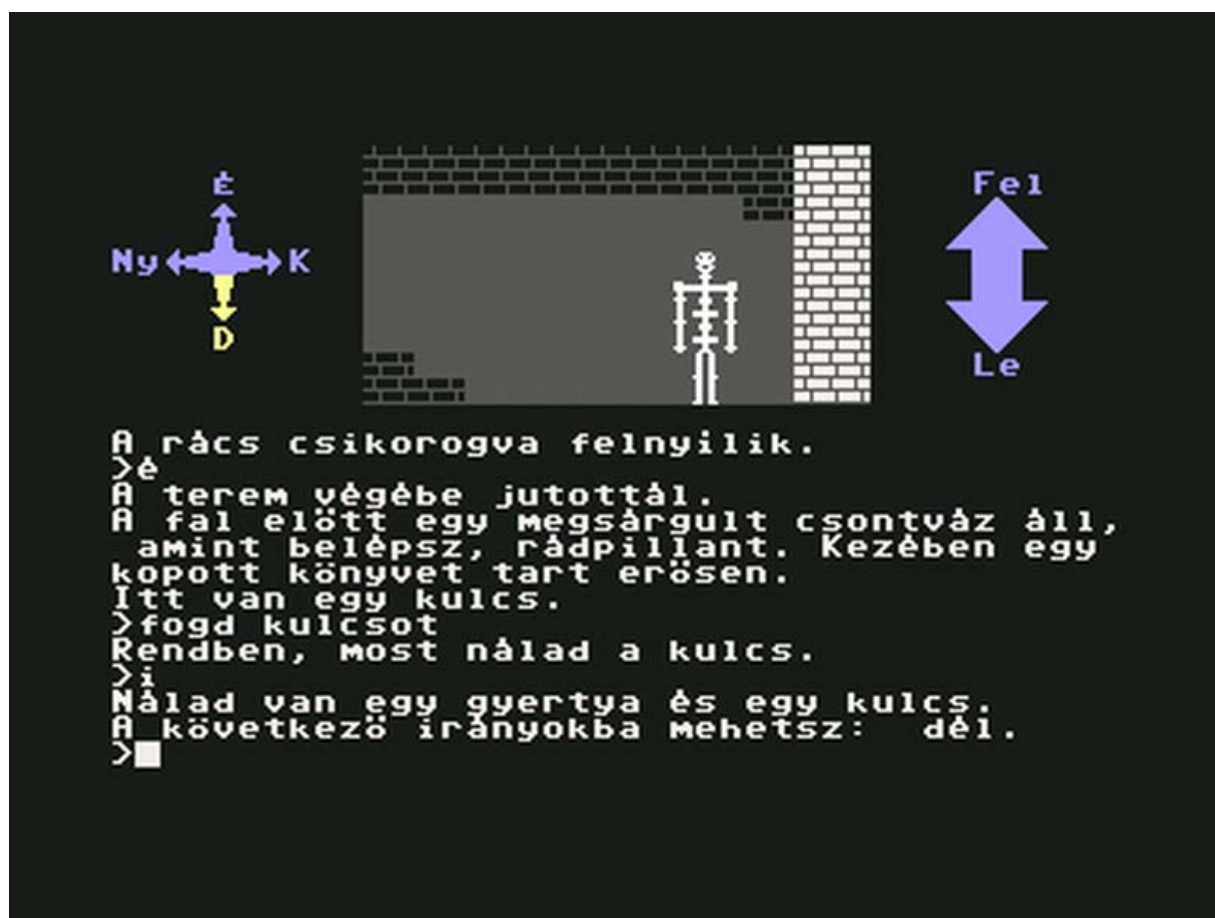 É
Fel
Ny K
D
Le
A rács csikorogva felnyilik.
>é
A terem végébe jutottál.
A fal elött egy megsárgult csontváz áll,
amint belépsz, rádpillant. Kezében egy
kopott könyvet tart erösen.
Itt van egy kulcs.
>fogd kulcsot
Rendben, most nálad a kulcs.
>i
Nálad van egy gyertya és egy kulcs.
A következö irányokba mehetsz: dél.
>